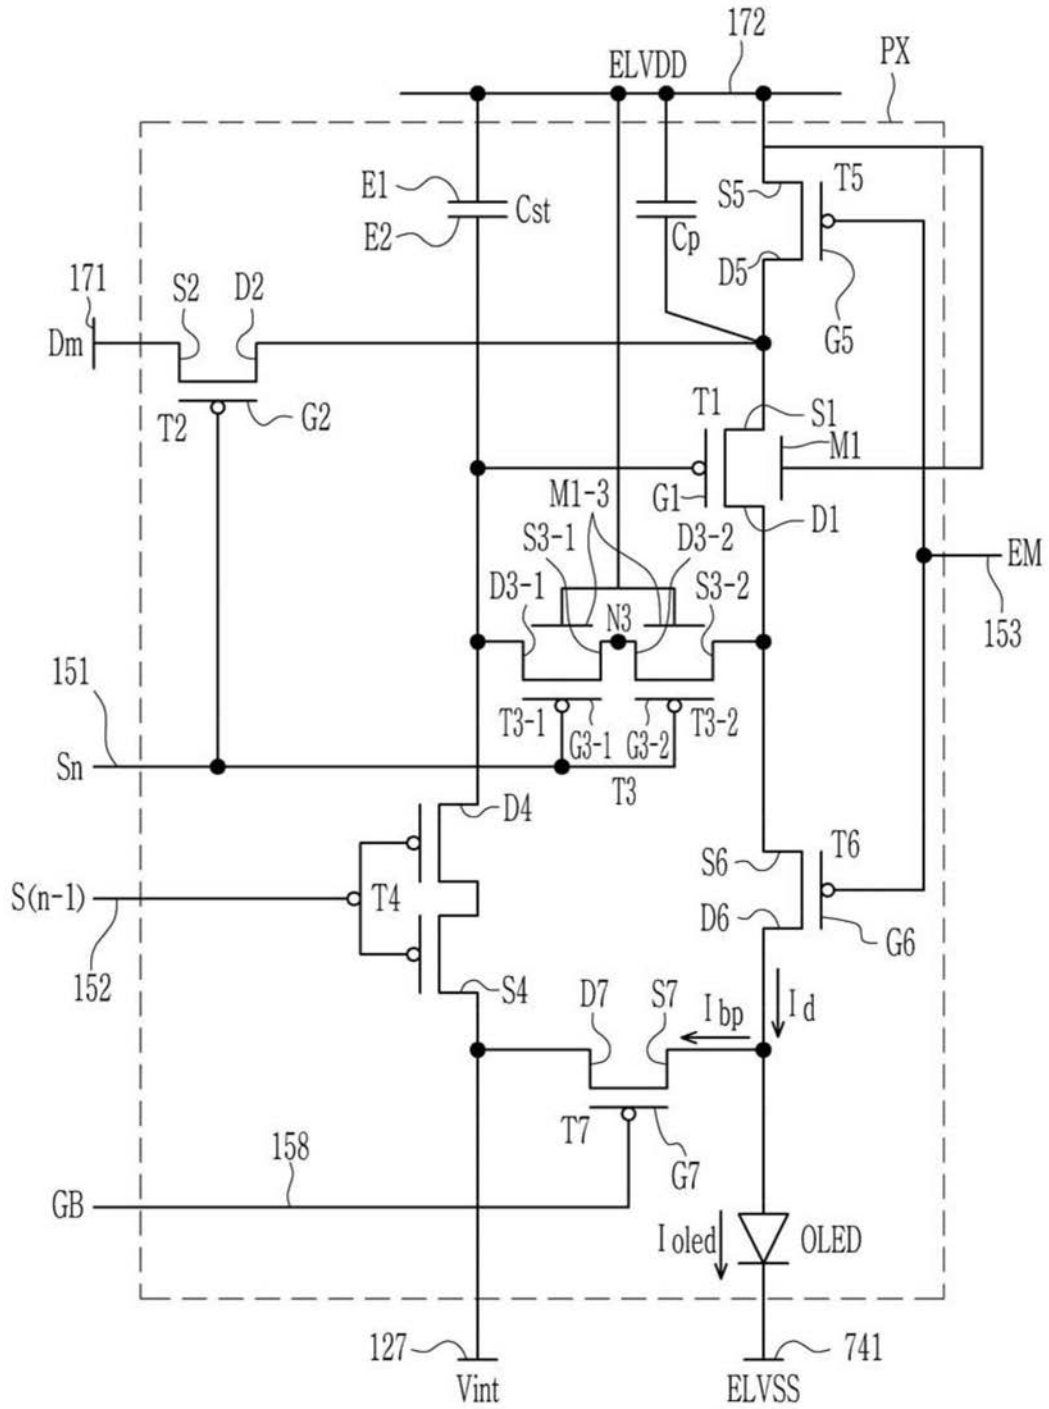 172
ELVDD
PX
E1
Cst
E2
Cp
S5
T5
D5
G5
171
S2
D2
Dm
T2
G2
T1
S1
M1
G1
D1
M1-3
S3-1
D3-2
D3-1
N3
S3-2
EM
153
151
T3-1
G3-1
G3-2
T3-2
Sn
T3
D4
S(n-1)
T4
152
S4
S6
T6
D6
G6
D7
S7
Ibp
Id
T7
G7
158
GB
Ioled
OLED
127
Vint
741
ELVSS